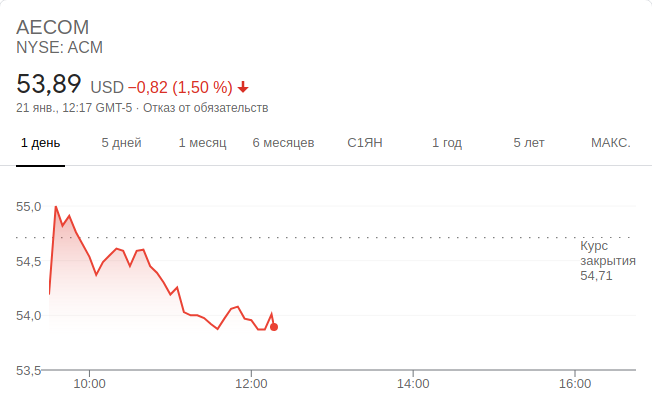 AECOM
NYSE: ACM
53,89 USD −0,82 (1,50 %)
21 янв., 12:17 GMT-5 · Отказ от обязательств
1 день 5 дней 1 месяц 6 месяцев С1ЯН 1 год 5 лет МАКС.
55,0
54,5
54,0
53,5
Курс
закрытия
54,71
10:00 12:00 14:00 16:00